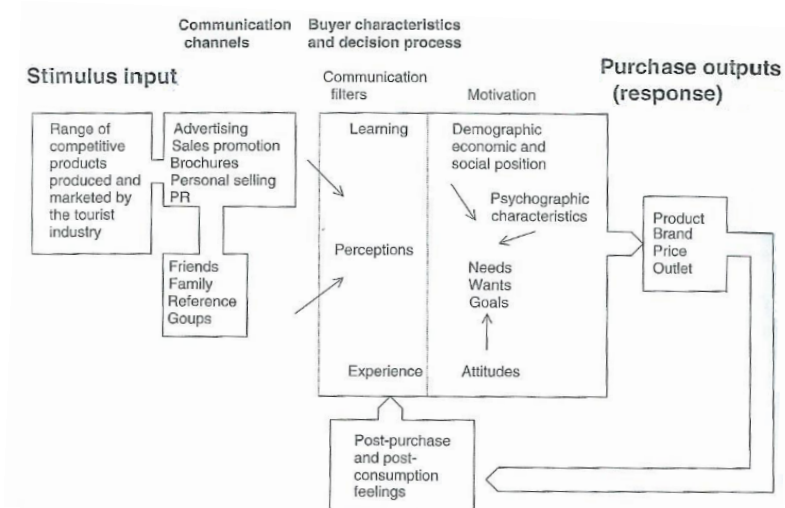 Communication
channels
Buyer characteristics
and decision process
Stimulus input
Communication
filters
Motivation
Purchase outputs
(response)
Range of
competitive
products
produced and
marketed by
the tourist
industry
Advertising
Sales promotion
Brochures
Personal selling
PR
Friends
Family
Reference
Goups
Learning
Perceptions
Experience
Demographic
economic and
social position
Psychographic
characteristics
Needs
Wants
Goals
Attitudes
Product
Brand
Price
Outlet
Post-purchase
and post-
consumption
feelings